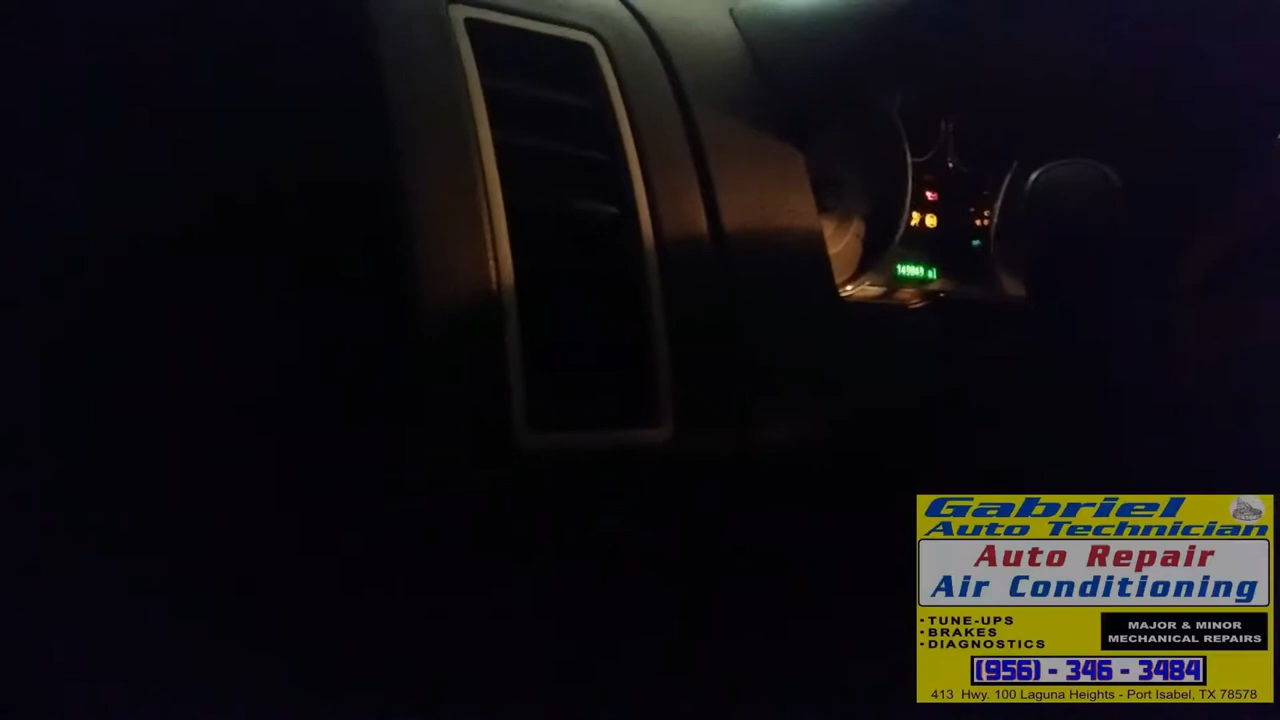 Gabriel
Auto Technician
Auto Repair
Air Conditioning
•TUNE-UPS
•BRAKES
•DIAGNOSTICS
MAJOR & MINOR
MECHANICAL REPAIRS
(956) - 346 - 3484
413 Hwy. 100 Laguna Heights - Port Isabel, TX 78578